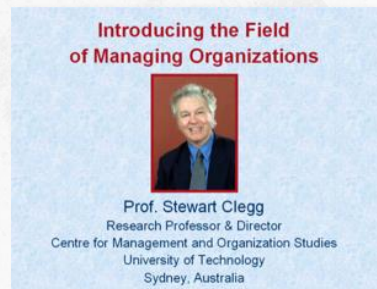 Introducing the Field
of Managing Organizations
Prof. Stewart Clegg
Research Professor & Director
Centre for Management and Organization Studies
University of Technology
Sydney, Australia